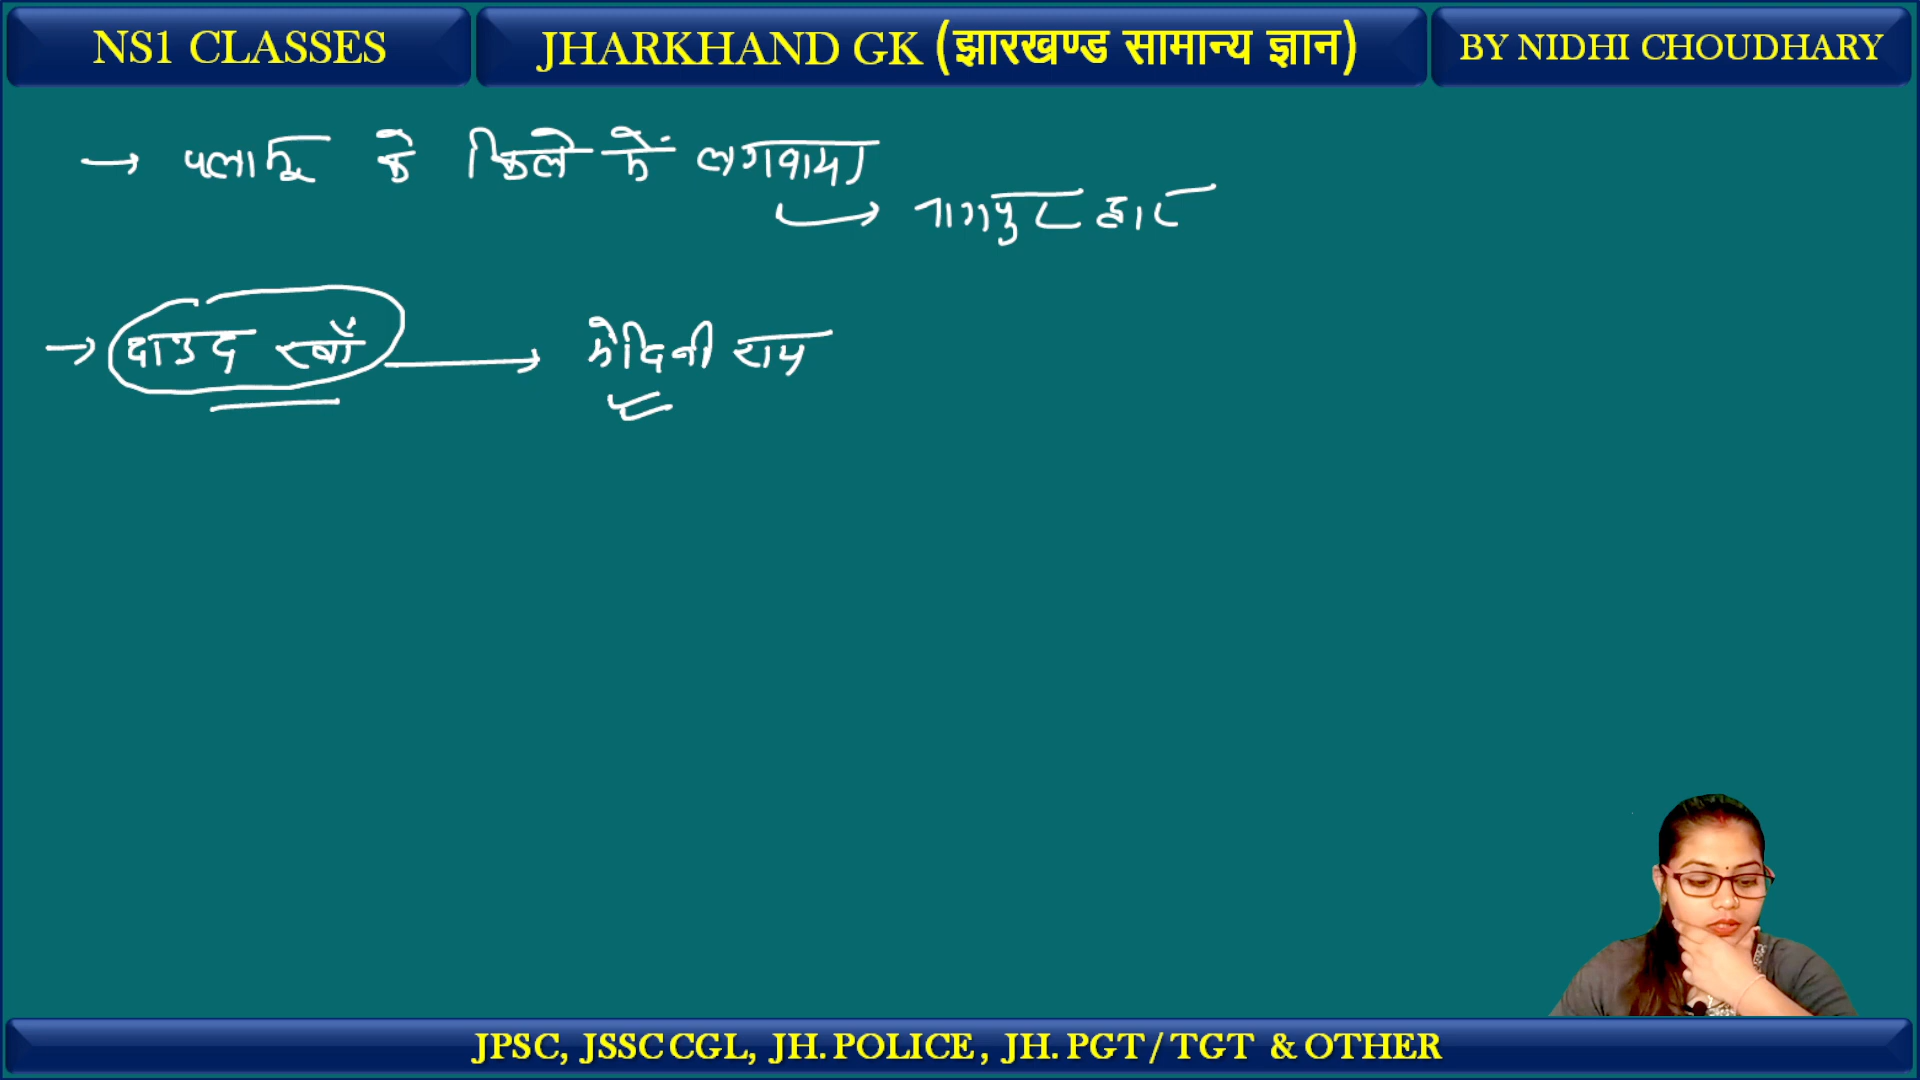 NS1 CLASSES
JHARKHAND GK (झारखण्ड सामान्य ज्ञान)
BY NIDHI CHOUDHARY
→ पलामू के किले में लगवाया
→ नागपुर द्वार
→ दाउद खाँ → मेदिनी राय
JPSC, JSSC CGL, JH. POLICE, JH. PGT / TGT & OTHER